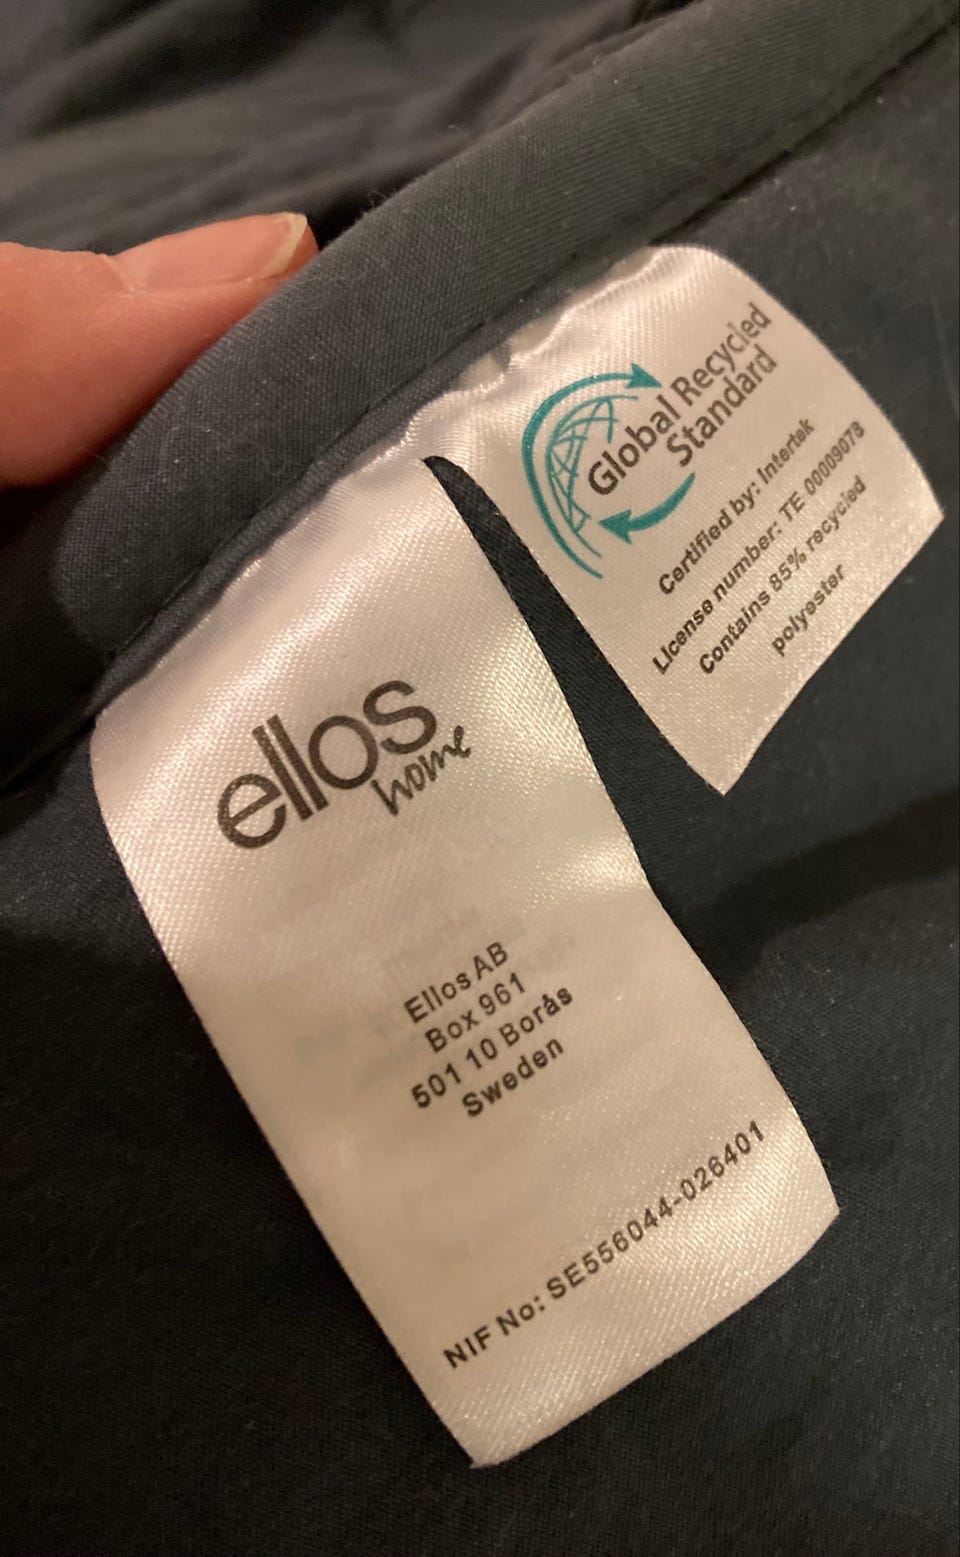 Global Recycled
Standard
Certified by: Intertek
License number: TE 00009078
Contains 85% recycled
polyester
ellos
home
Ellos AB
Box 961
501 10 Borås
Sweden
NIF No: SE556044-026401